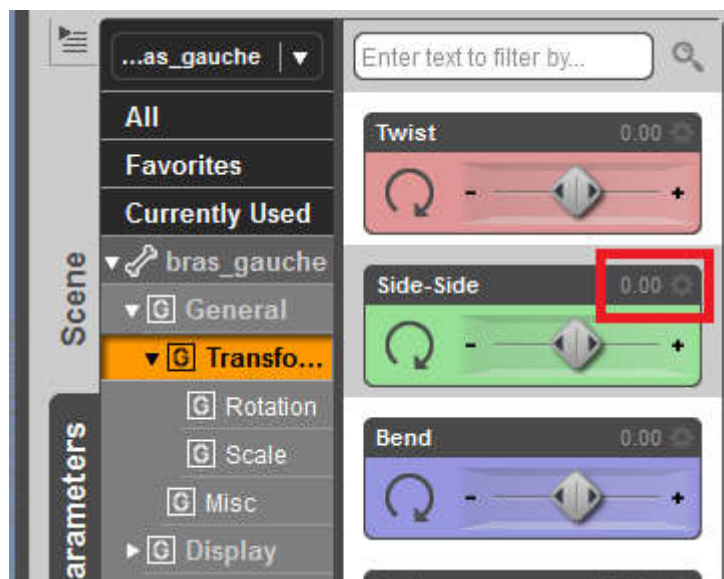 ...as_gauche
Enter text to filter by...
All
Favorites
Currently Used
bras_gauche
G General
G Transfo...
G Rotation
G Scale
G Misc
G Display
Scene
arameters
Twist 0.00
- +
Side-Side 0.00
- +
Bend 0.00
- +